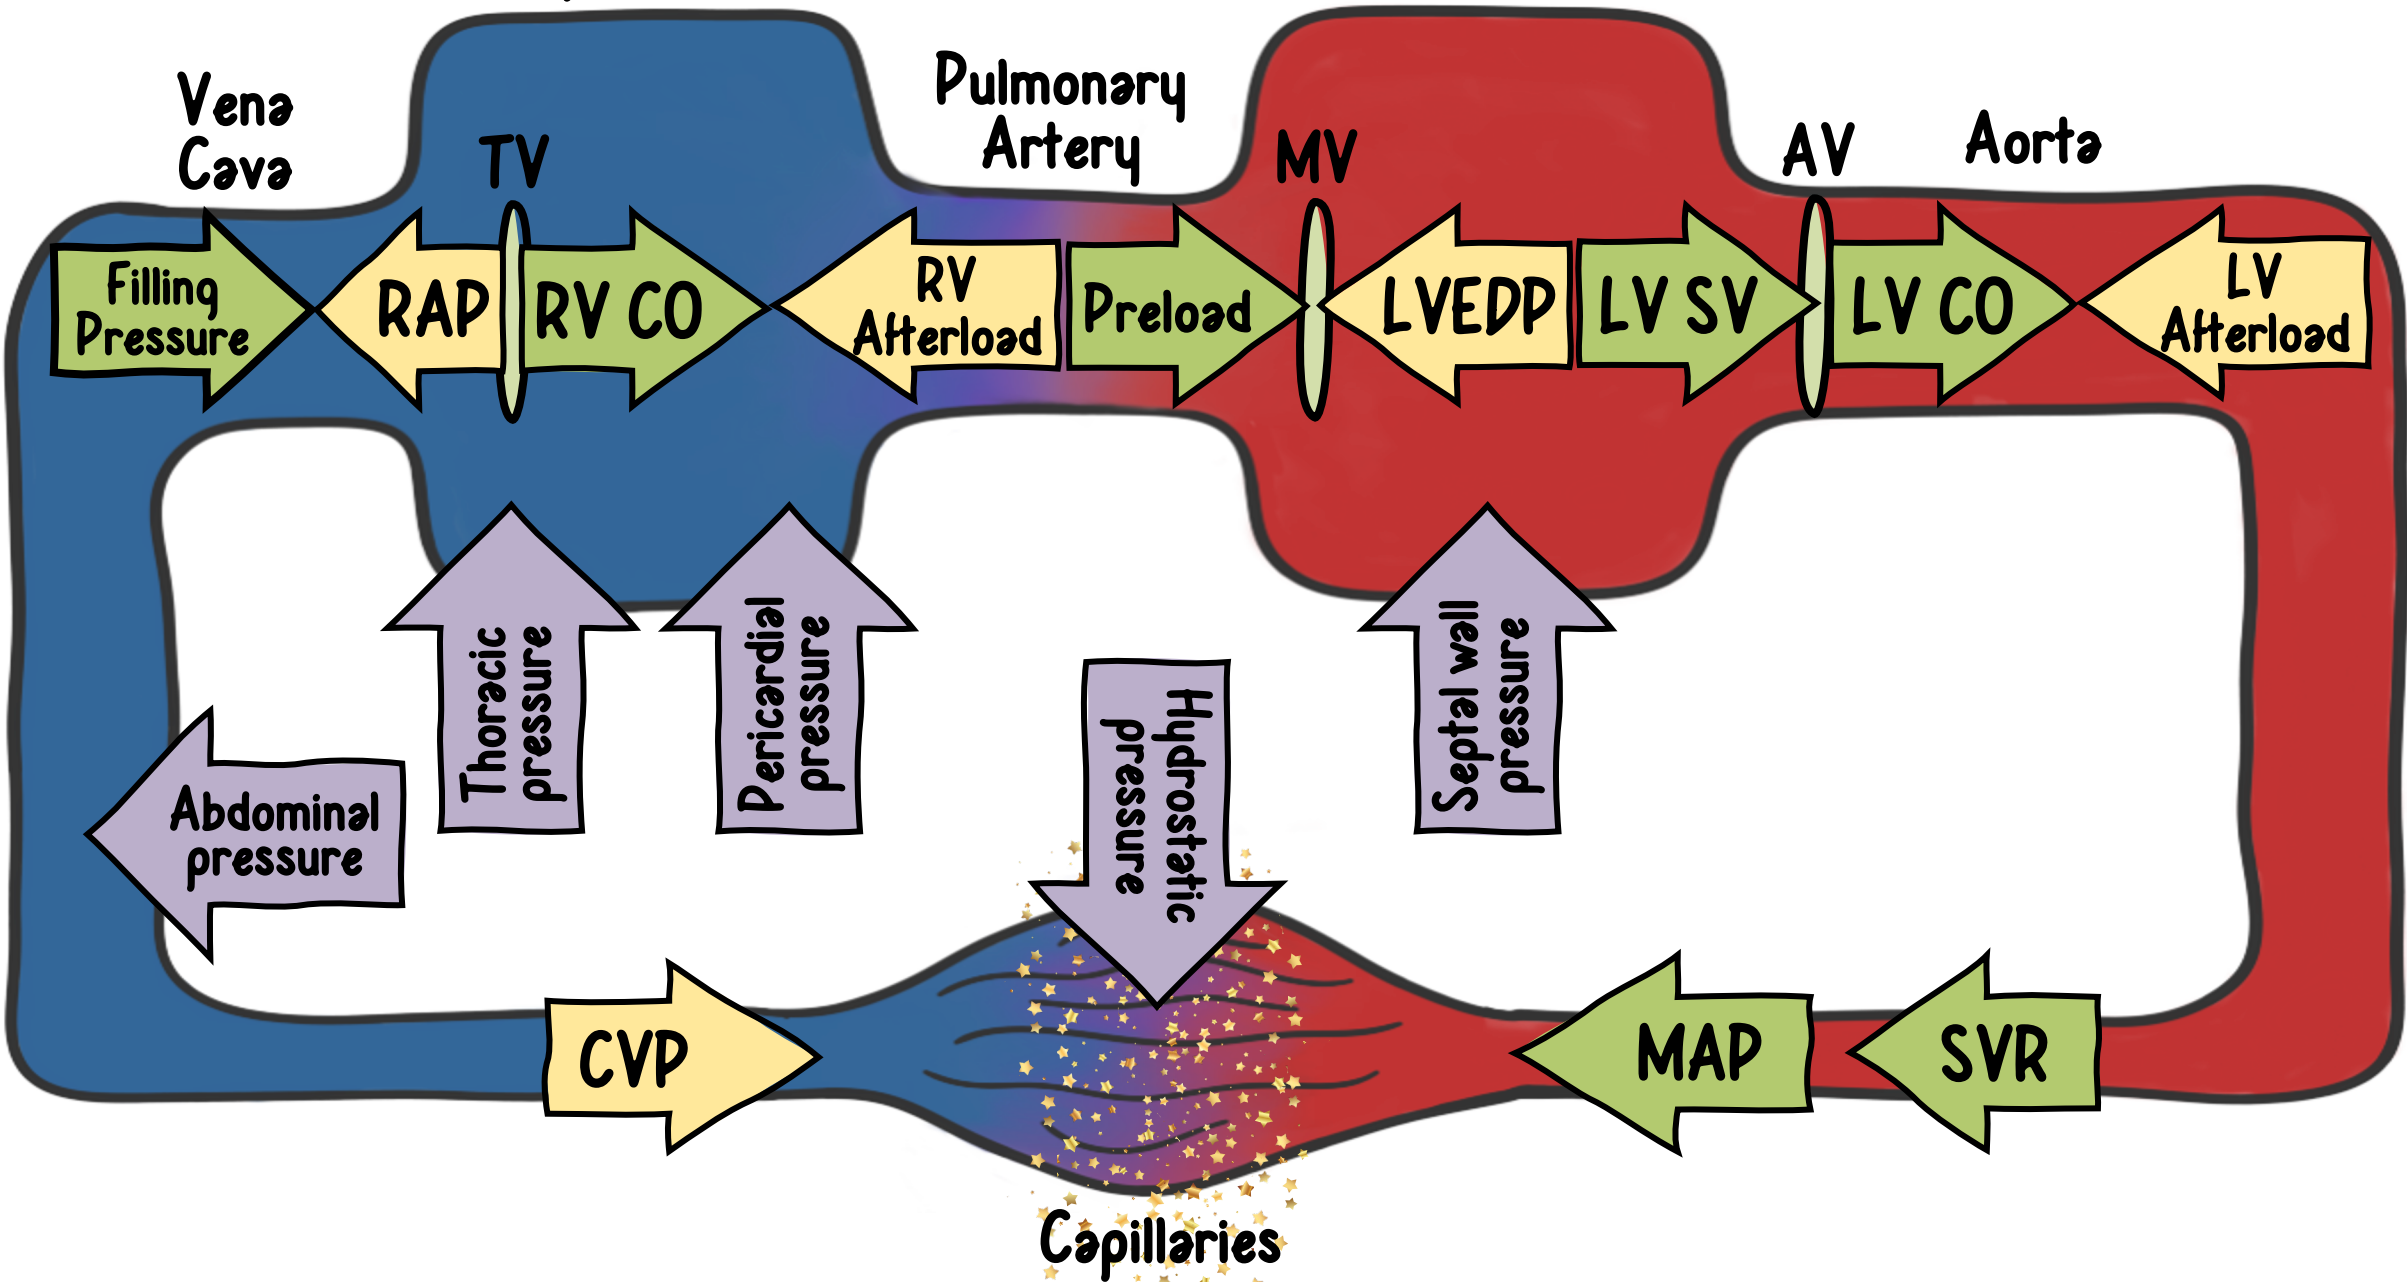 Vena
Cava
TV
Pulmonary
Artery
MV
AV
Aorta
Filling
Pressure
RAP
RV CO
RV
Afterload
Preload
LVEDP
LV SV
LV CO
LV
Afterload
Thoracic
pressure
Pericardial
pressure
Hydrostatic
pressure
Septal wall
pressure
Abdominal
pressure
CVP
MAP
SVR
Capillaries